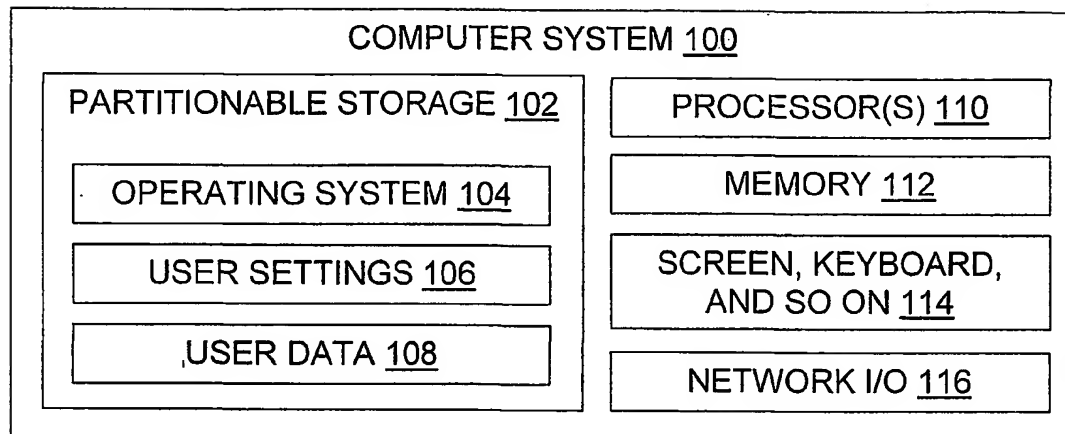 COMPUTER SYSTEM 100
PARTITIONABLE STORAGE 102
OPERATING SYSTEM 104
USER SETTINGS 106
USER DATA 108
PROCESSOR(S) 110
MEMORY 112
SCREEN, KEYBOARD,
AND SO ON 114
NETWORK I/O 116